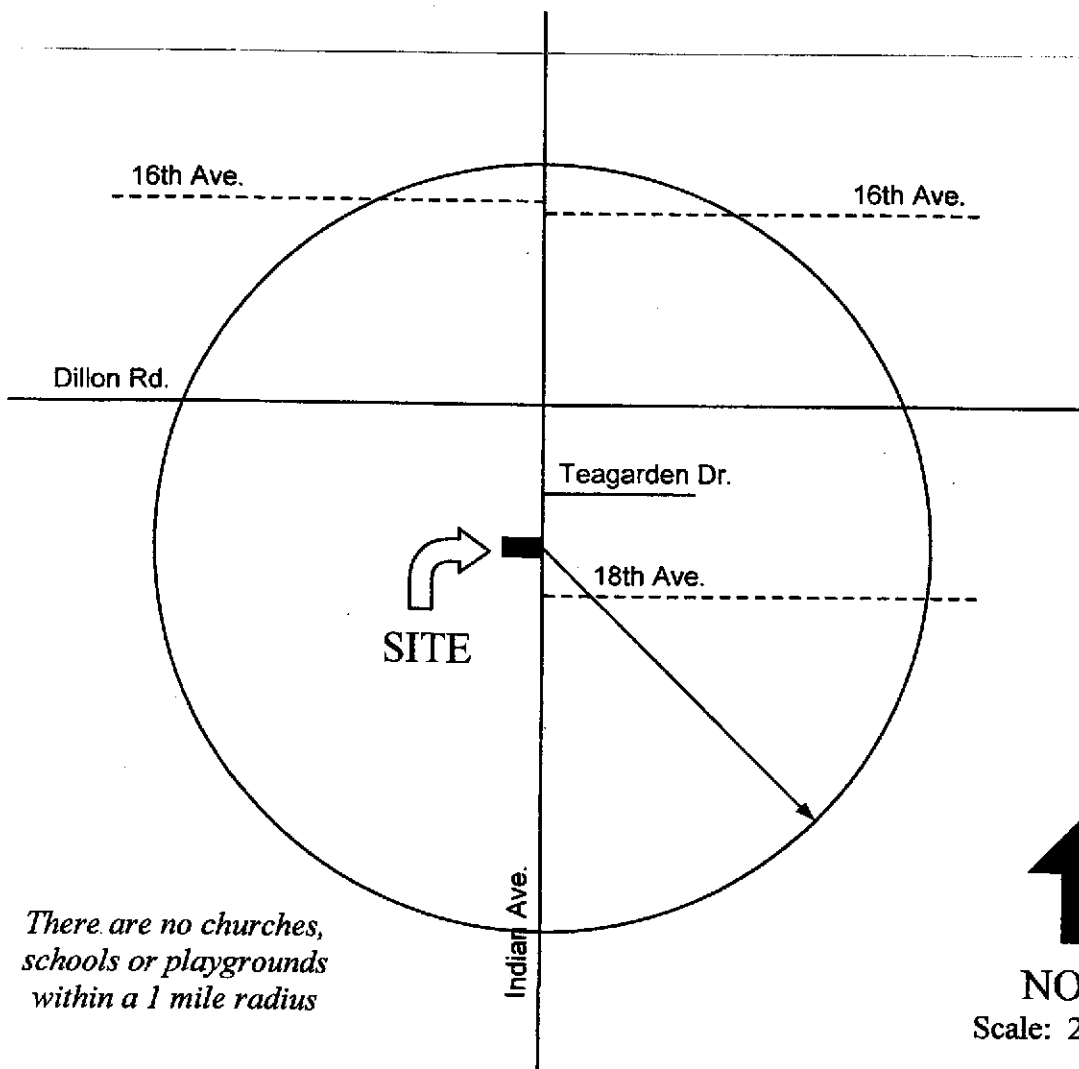 16th Ave.
16th Ave.
Dillon Rd.
Teagarden Dr.
18th Ave.
SITE
Indian Ave.
There are no churches,
schools or playgrounds
within a 1 mile radius
NO
Scale: 2